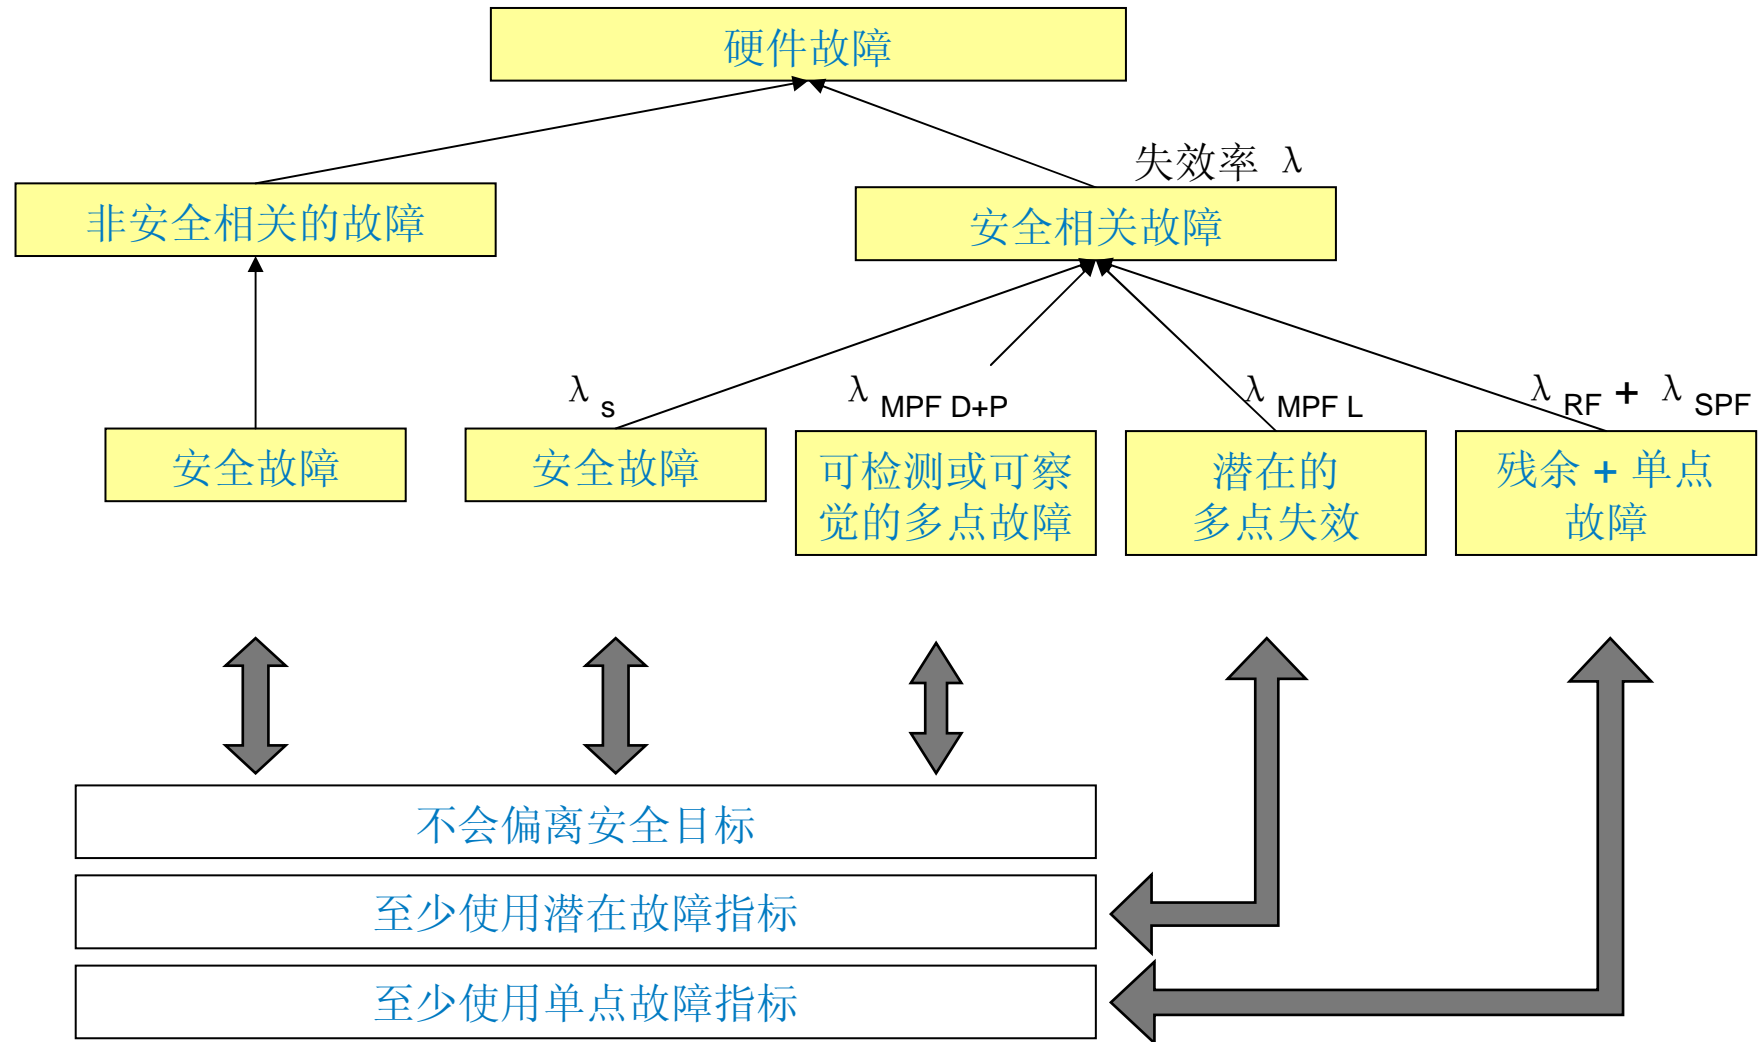 硬件故障
失效率 λ
非安全相关的故障
安全相关故障
λ s
λ MPF D+P
λ MPF L
λ RF + λ SPF
安全故障
安全故障
可检测或可察
觉的多点故障
潜在的
多点失效
残余 + 单点
故障
不会偏离安全目标
至少使用潜在故障指标
至少使用单点故障指标